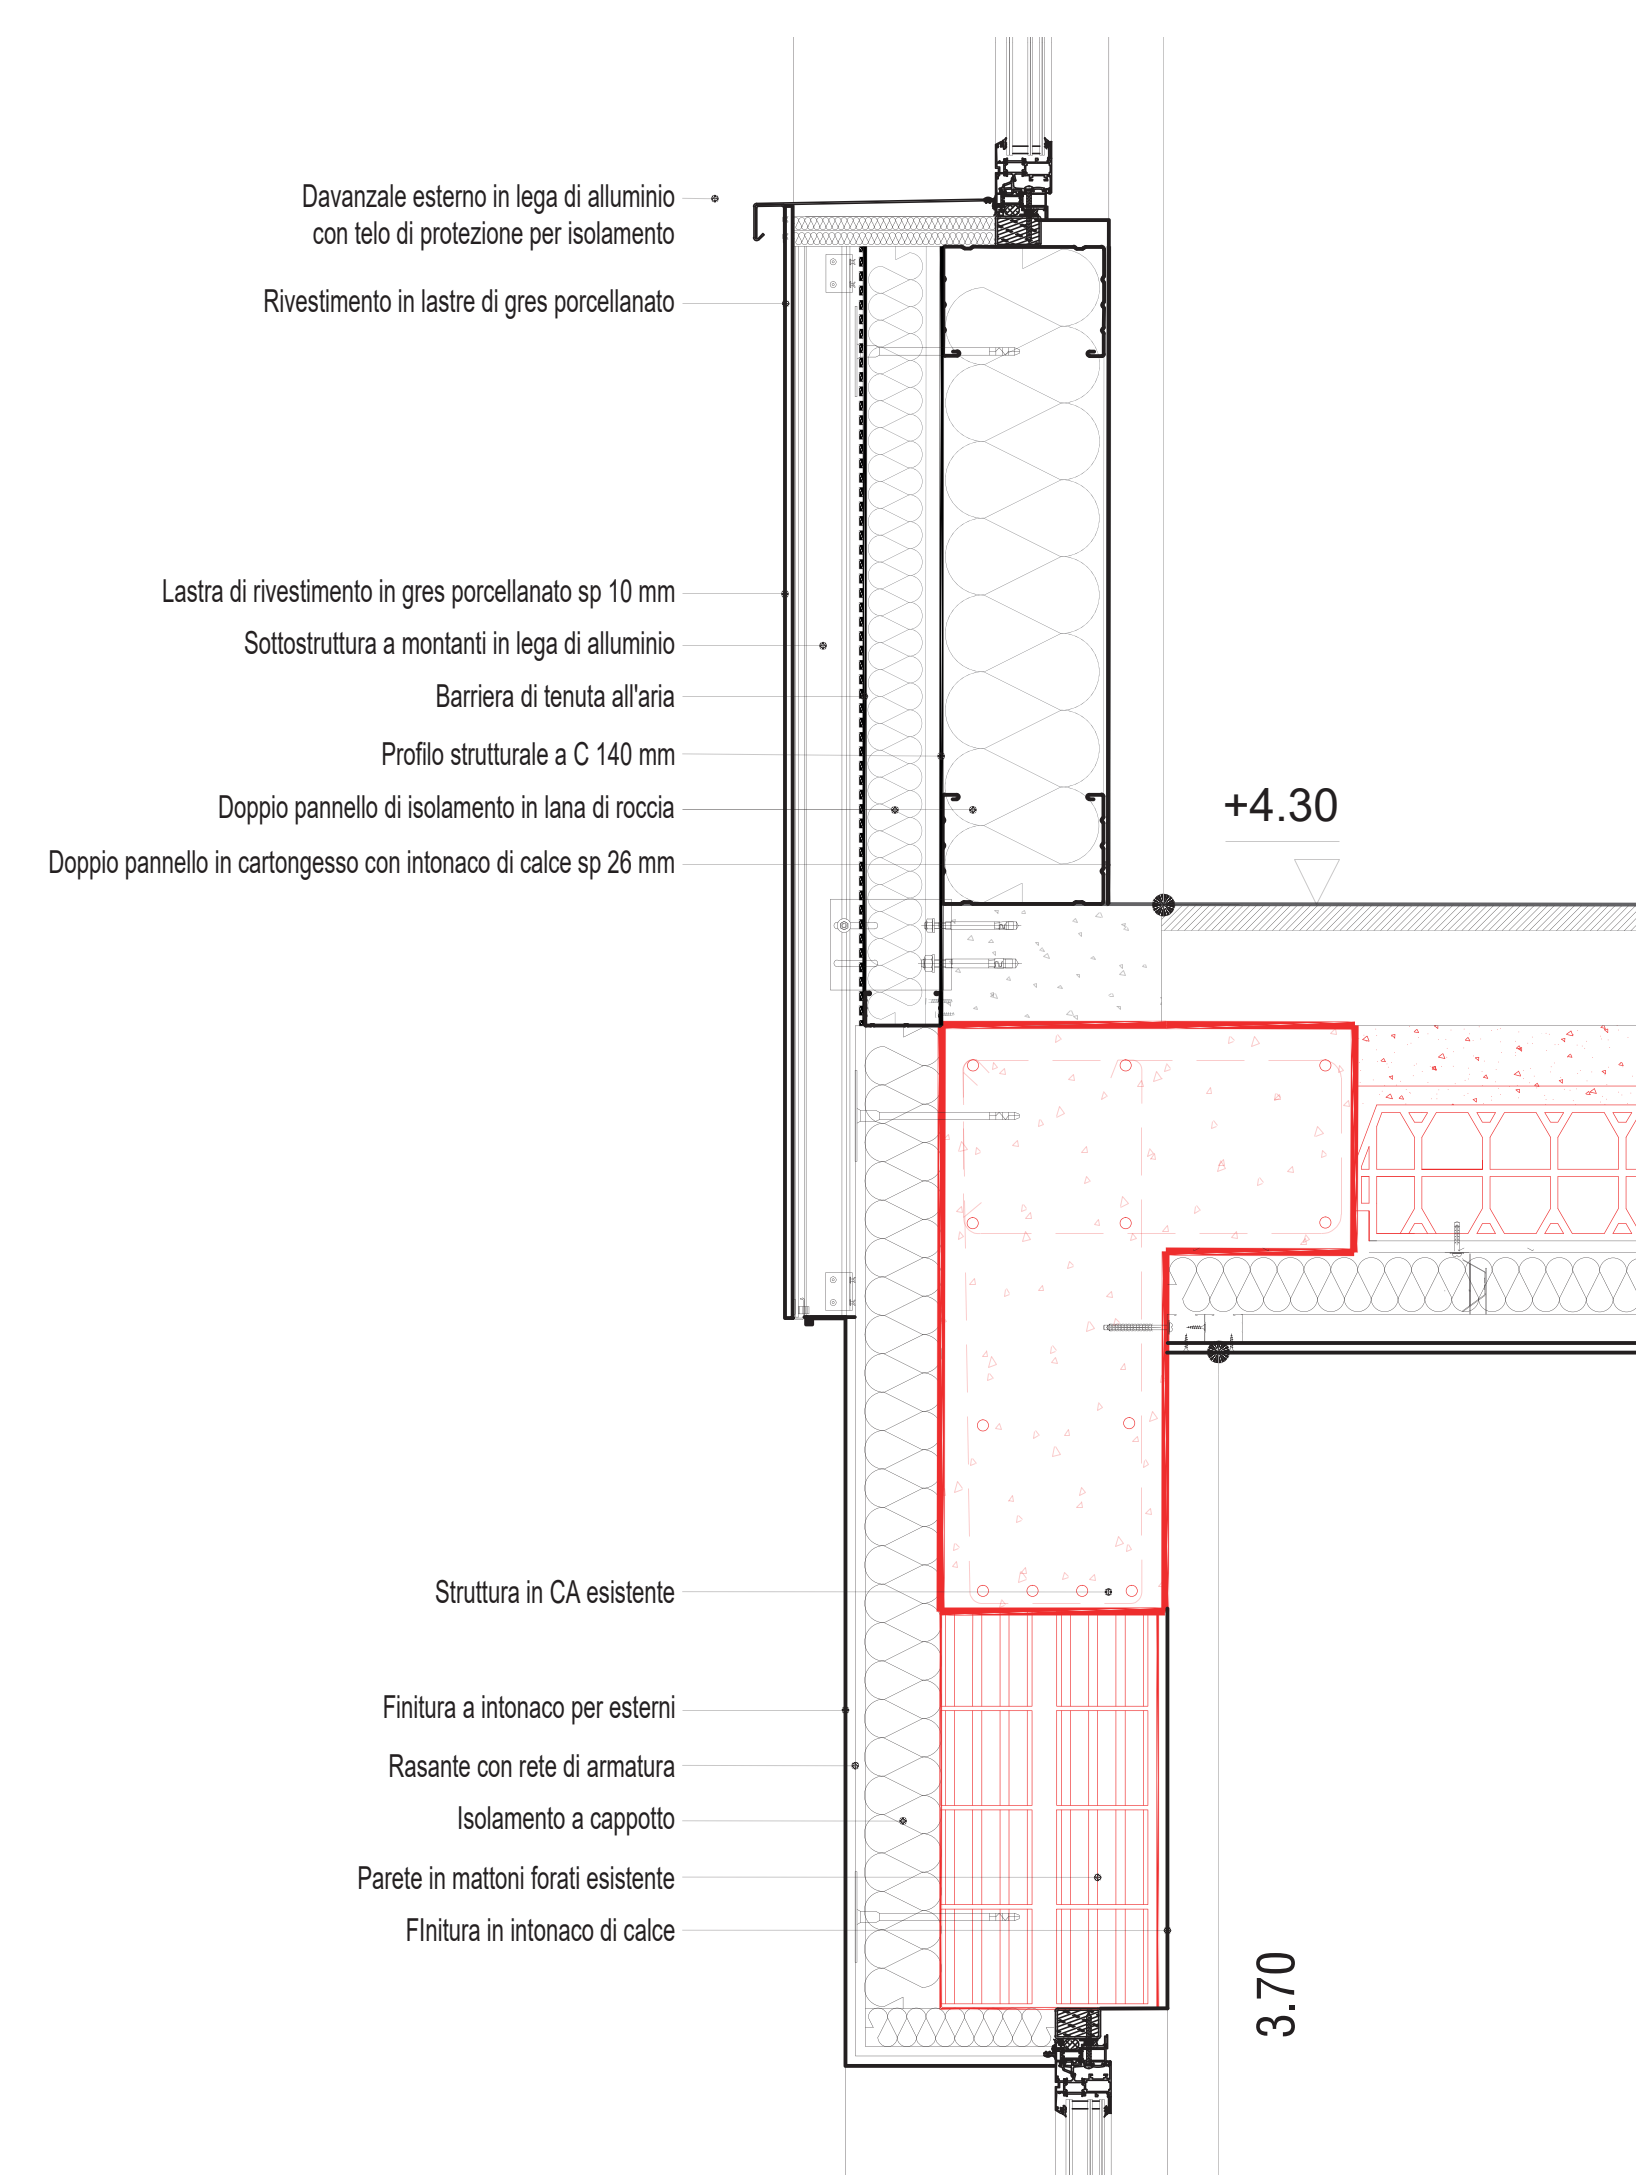 Davanzale esterno in lega di alluminio
con telo di protezione per isolamento
Rivestimento in lastre di gres porcellanato
Lastra di rivestimento in gres porcellanato sp 10 mm
Sottostruttura a montanti in lega di alluminio
Barriera di tenuta all'aria
Profilo strutturale a C 140 mm
Doppio pannello di isolamento in lana di roccia
+4.30
Doppio pannello in cartongesso con intonaco di calce sp 26 mm
Struttura in CA esistente
Finitura a intonaco per esterni
Rasante con rete di armatura
Isolamento a cappotto
Parete in mattoni forati esistente
FInitura in intonaco di calce
3.70